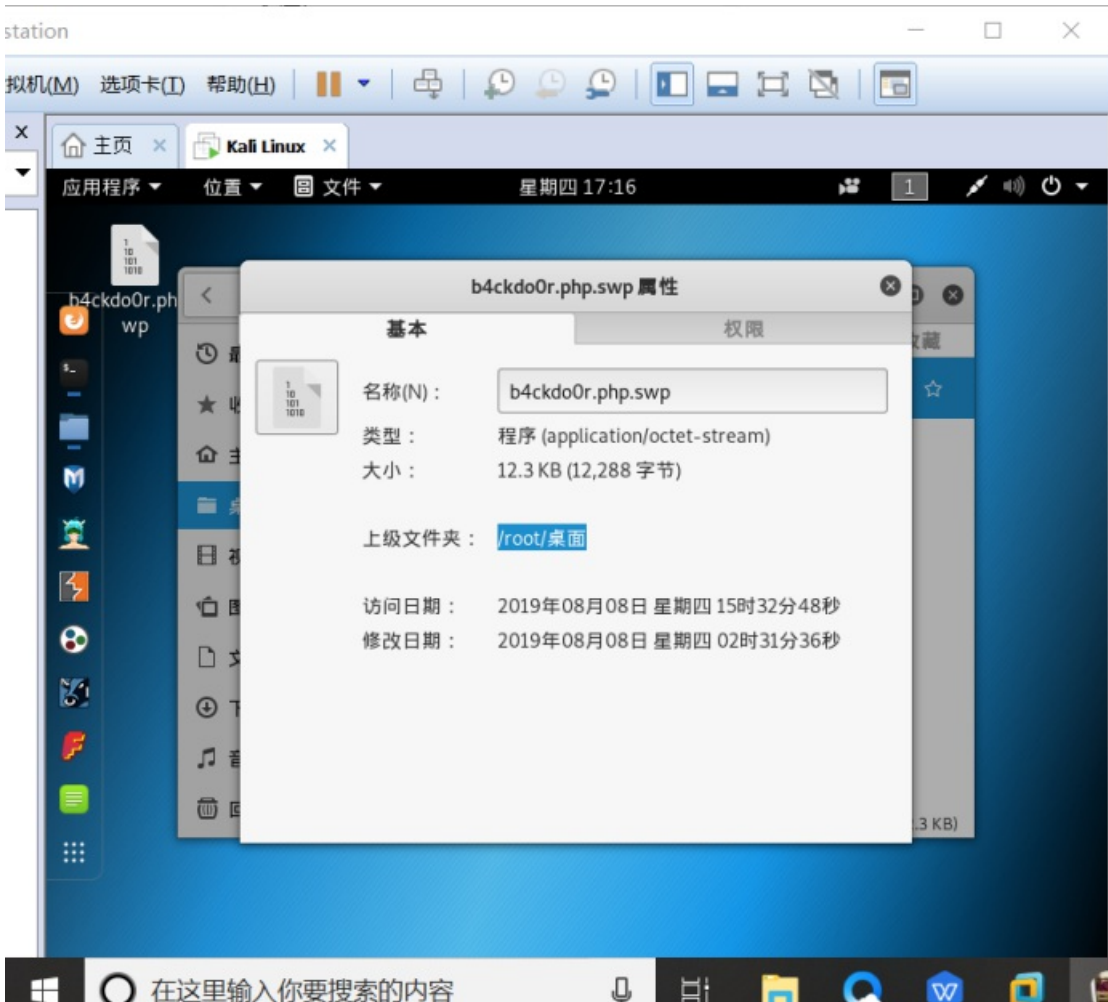 station
拟机(M) 选项卡(T) 帮助(H)
主页 Kali Linux
应用程序 位置 文件 星期四 17:16 1
b4ckdo0r.ph
wp
b4ckdo0r.php.swp 属性
基本 权限
收藏
名称(N)： b4ckdo0r.php.swp
类型： 程序 (application/octet-stream)
大小： 12.3 KB (12,288 字节)
上级文件夹： /root/桌面
访问日期： 2019年08月08日 星期四 15时32分48秒
修改日期： 2019年08月08日 星期四 02时31分36秒
.3 KB)
在这里输入你要搜索的内容